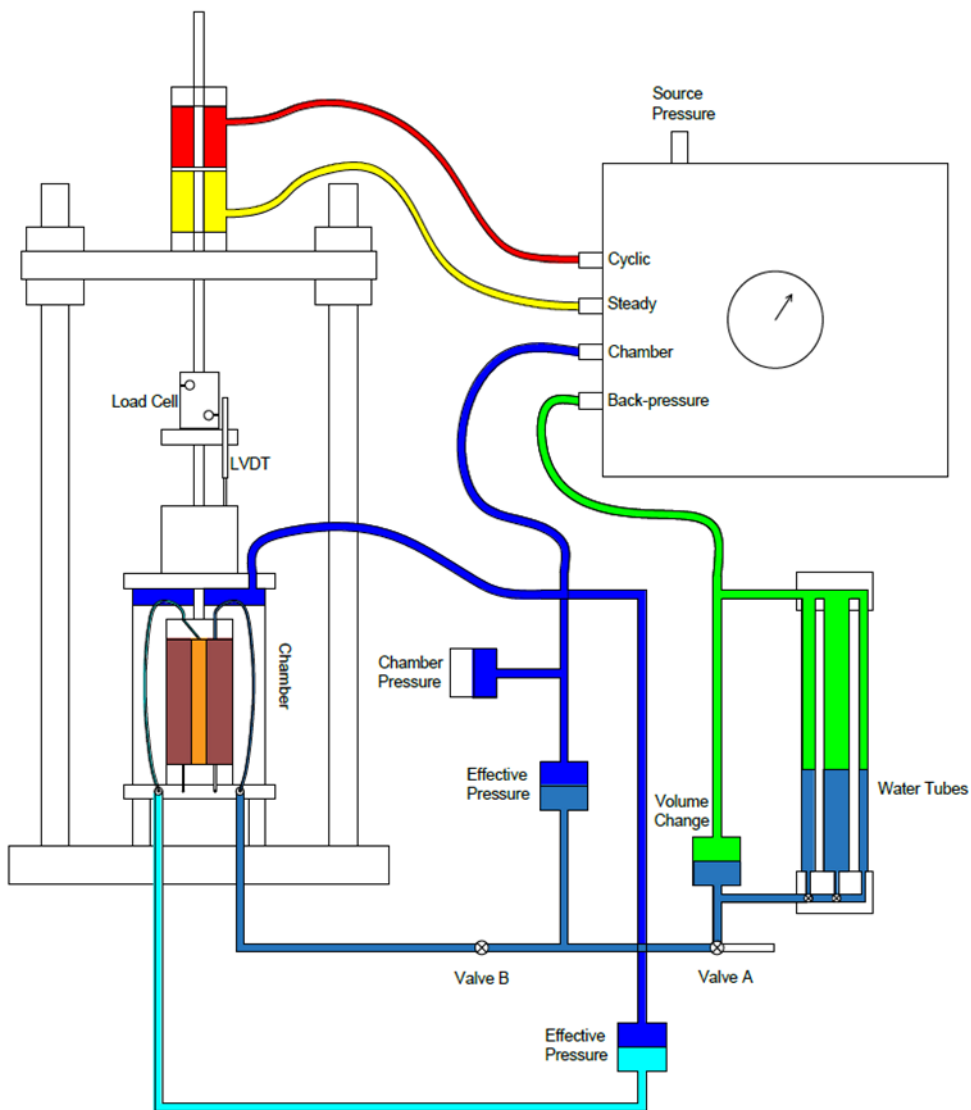 Source
Pressure
Cyclic
Steady
Chamber
Back-pressure
Load Cell
LVDT
Chamber
Chamber
Pressure
Effective
Pressure
Volume
Change
Water Tubes
Valve B
Valve A
Effective
Pressure